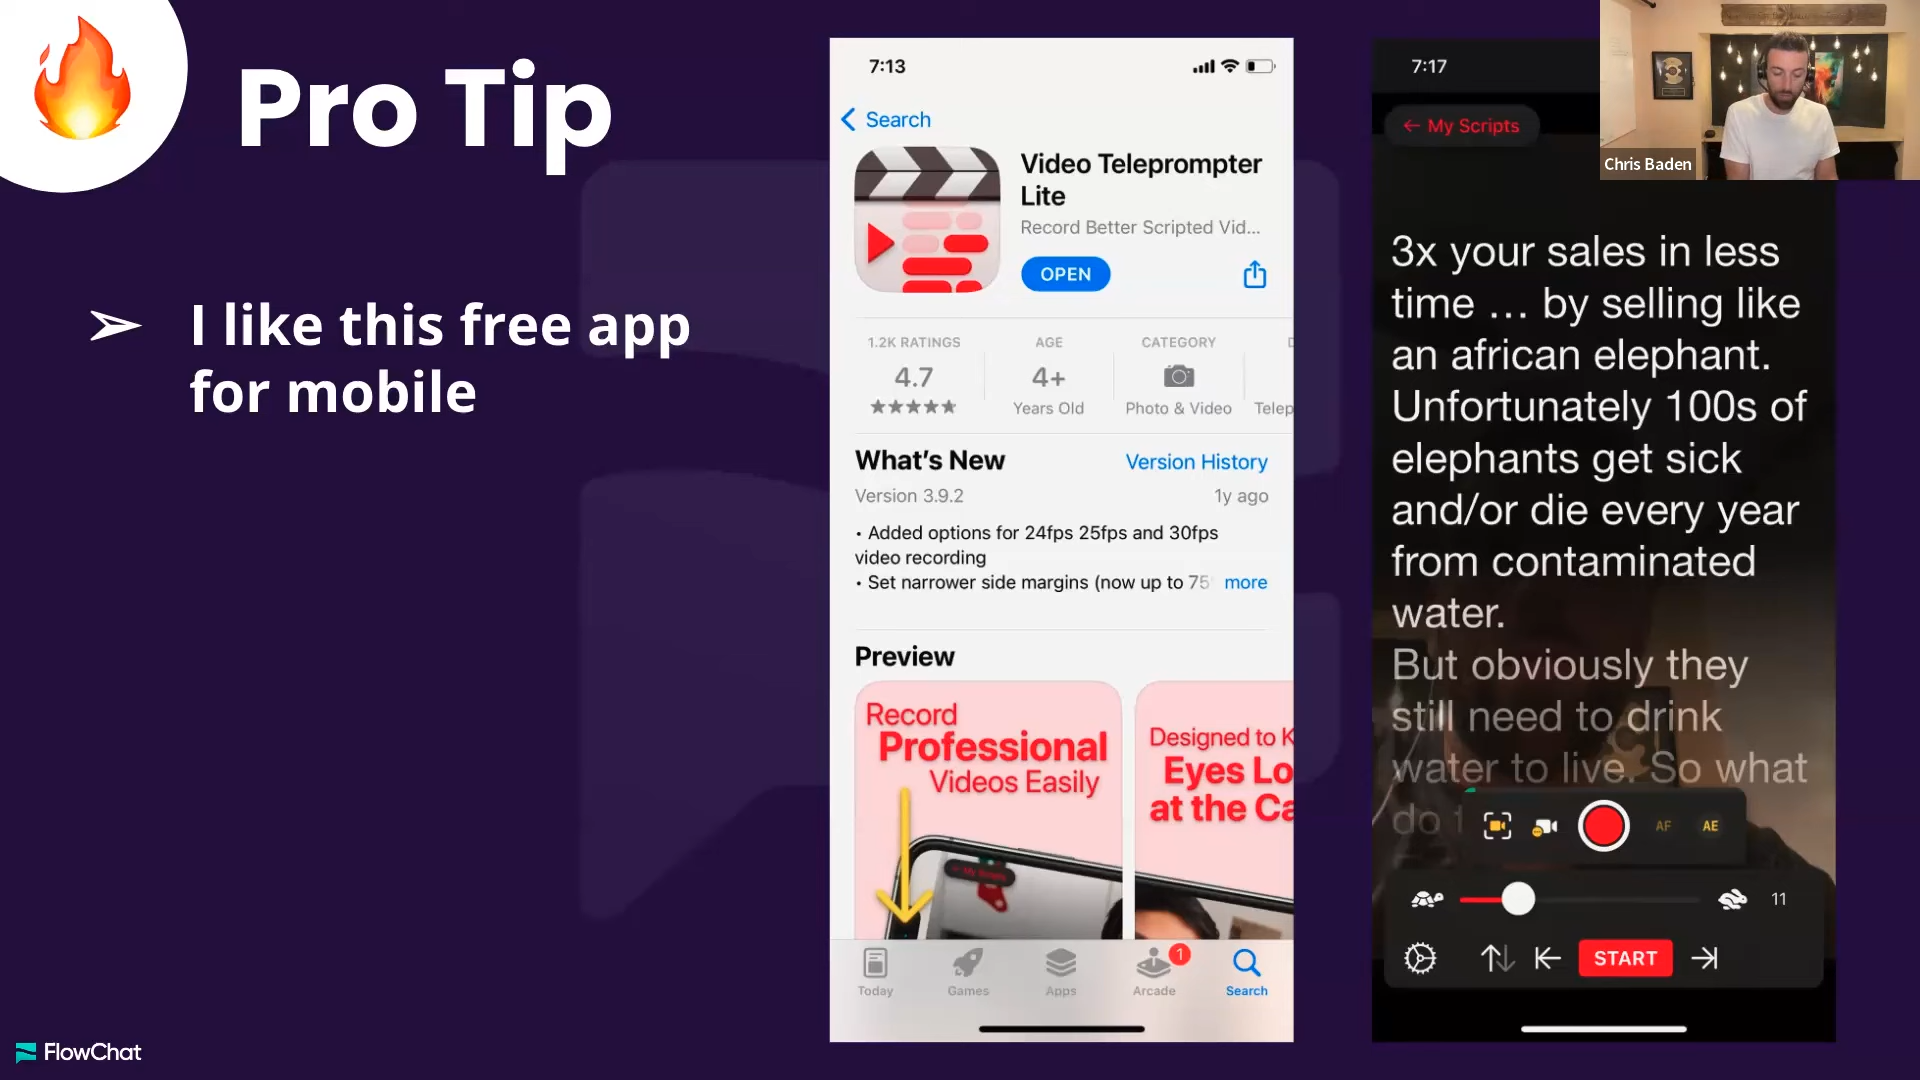 Pro Tip
➢ I like this free app
for mobile
FlowChat
7:13
Search
Video Teleprompter
Lite
Record Better Scripted Vid...
OPEN
1.2K RATINGS
4.7
AGE
4+
Years Old
CATEGORY
Photo & Video
D
Telep
What's New
Version History
Version 3.9.2
1y ago
• Added options for 24fps 25fps and 30fps
video recording
• Set narrower side margins (now up to 75
more
Preview
Record
Professional
Videos Easily
Designed to K
Eyes Lo
at the Ca
My Scripts
Today
Games
Apps
1
Arcade
Search
7:17
← My Scripts
Chris Baden
3x your sales in less
time ... by selling like
an african elephant.
Unfortunately 100s of
elephants get sick
and/or die every year
from contaminated
water.
But obviously they
still need to drink
water to live. So what
do
AF
AE
11
START